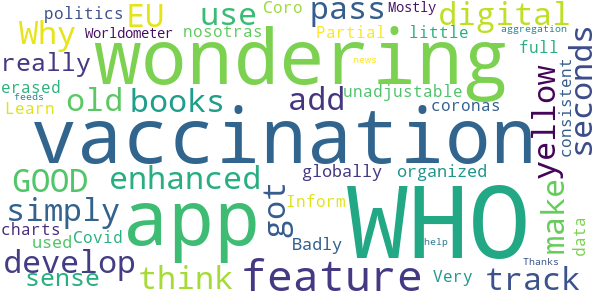 politics EU use Coro pass Mostly digital
Why Worldometer nosotras Partial little aggregation
really wondering news full
erased old books add unadjustable yellow consistent seconds
feeds Learn coronas
vaccination
GOOD enhanced globally organized
simply app got Inform WHO make data
charts used Covid Badly help
develop feature Very track Thanks
sense think